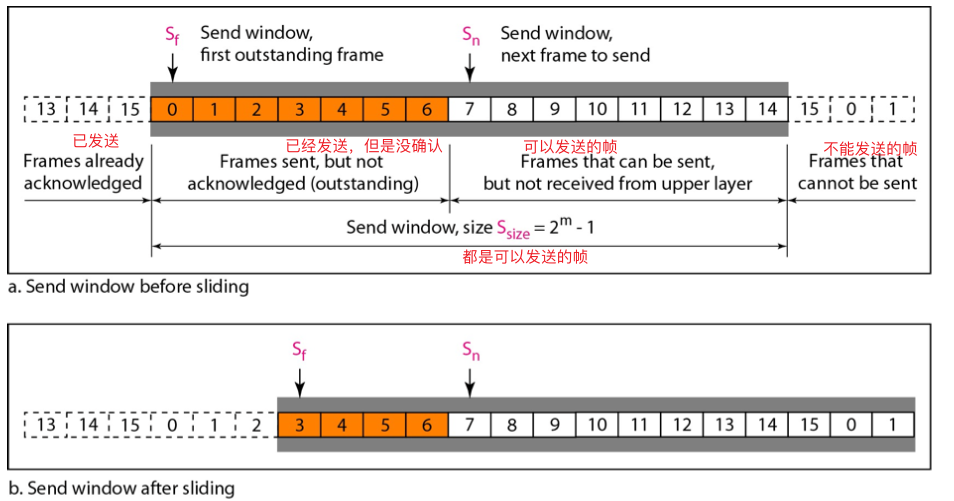 Sf Send window, first outstanding frame
Sn Send window, next frame to send
13 14 15 0 1 2 3 4 5 6 7 8 9 10 11 12 13 14 15 0 1
已发送
已经发送，但是没确认
可以发送的帧
不能发送的帧
Frames already acknowledged
Frames sent, but not acknowledged (outstanding)
Frames that can be sent, but not received from upper layer
Frames that cannot be sent
Send window, size Ssize = 2^m - 1
都是可以发送的帧
a. Send window before sliding
Sf Sn
13 14 15 0 1 2 3 4 5 6 7 8 9 10 11 12 13 14 15 0 1
b. Send window after sliding